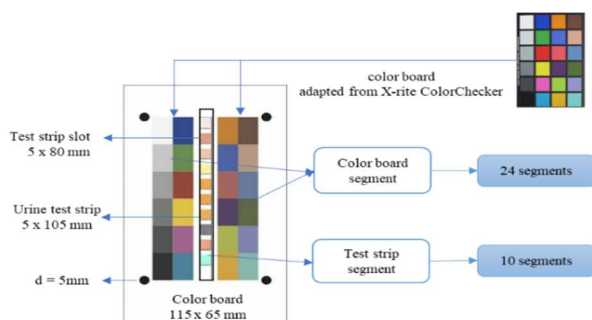 color board
adapted from X-rite ColorChecker
Test strip slot
5 x 80 mm
Color board
segment
24 segments
Urine test strip
5 x 105 mm
Test strip
segment
10 segments
d = 5mm
Color board
115 x 65 mm